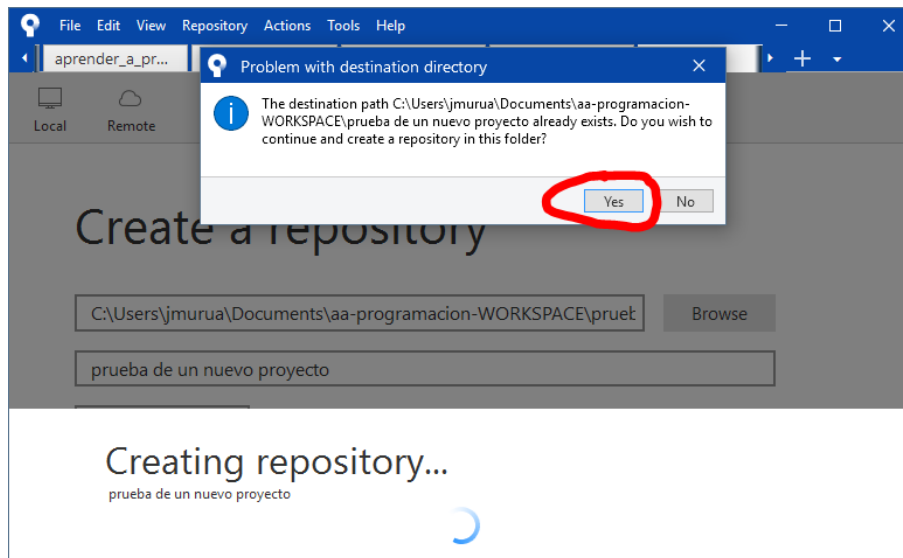 File Edit View Repository Actions Tools Help
aprender_a_pr...
Problem with destination directory
Local Remote
The destination path C:\Users\jmurua\Documents\aa-programacion-
WORKSPACE\prueba de un nuevo proyecto already exists. Do you wish to
continue and create a repository in this folder?
Yes No
Create a repository
C:\Users\jmurua\Documents\aa-programacion-WORKSPACE\prueb
Browse
prueba de un nuevo proyecto
Creating repository...
prueba de un nuevo proyecto